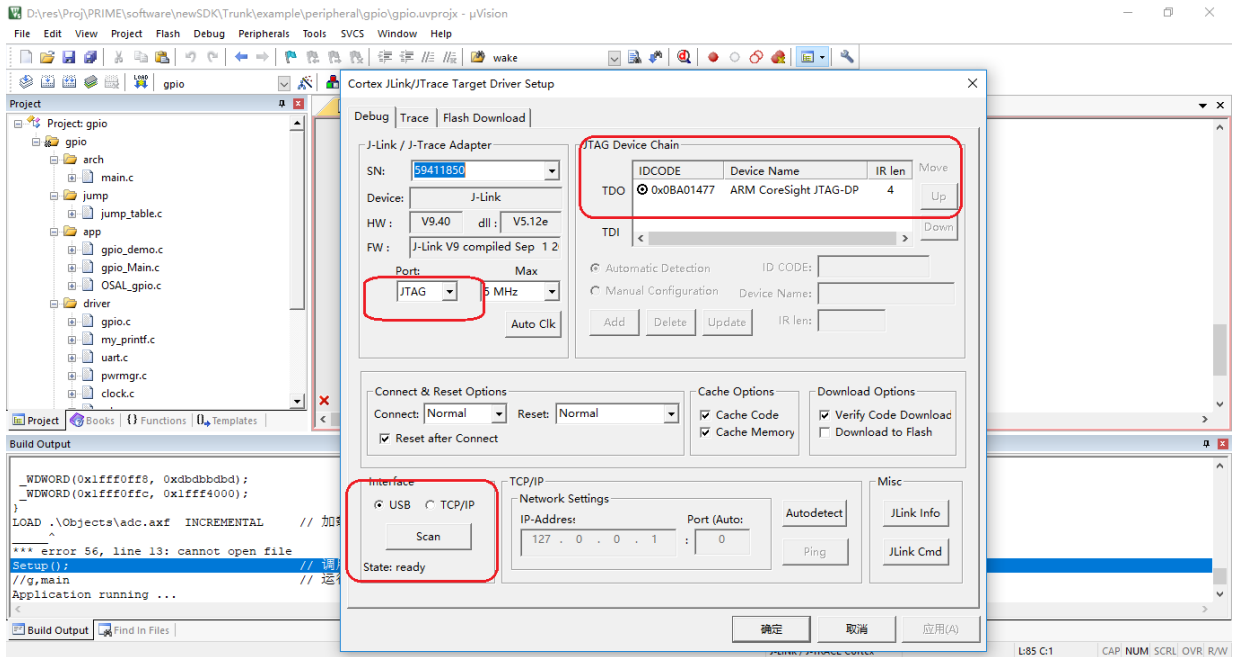 D:\res\Proj\PRIME\software\newSDK\Trunk\example\peripheral\gpio\gpio.uvprojx - µVision
File Edit View Project Flash Debug Peripherals Tools SVCS Window Help
wake
LOAD gpio
Project
Project: gpio
gpio
arch
main.c
jump
jump_table.c
app
gpio_demo.c
gpio_Main.c
OSAL_gpio.c
driver
gpio.c
my_printf.c
uart.c
pwrmgr.c
clock.c
Project Books {} Functions Templates
Cortex JLink/JTrace Target Driver Setup
Debug Trace Flash Download
J-Link / J-Trace Adapter
SN: 59411850
Device: J-Link
HW : V9.40 dll : V5.12e
FW : J-Link V9 compiled Sep 1 2
Port: Max
JTAG 5 MHz
Auto Clk
JTAG Device Chain
IDCODE Device Name IR len Move
TDO 0x0BA01477 ARM CoreSight JTAG-DP 4 Up
TDI Down
Automatic Detection ID CODE:
Manual Configuration Device Name:
Add Delete Update IR len:
Connect & Reset Options
Connect: Normal Reset: Normal
Reset after Connect
Cache Options
Cache Code
Cache Memory
Download Options
Verify Code Download
Download to Flash
Interface
USB TCP/IP
Scan
State: ready
TCP/IP
Network Settings
IP-Address: Port (Auto:
127 . 0 . 0 . 1 : 0
Autodetect
Ping
Misc
JLink Info
JLink Cmd
确定 取消 应用(A)
Build Output
_WDWORD(0x1fff0ff8, 0xdbdbbdbd);
_WDWORD(0x1fff0ffc, 0x1fff4000);
}
LOAD .\Objects\adc.axf INCREMENTAL // 加载
^
*** error 56, line 13: cannot open file
Setup(); // 调
//g,main // 运行
Application running ...
Build Output Find In Files
J-LINK / J-TRACE Cortex L:85 C:1 CAP NUM SCRL OVR R/W